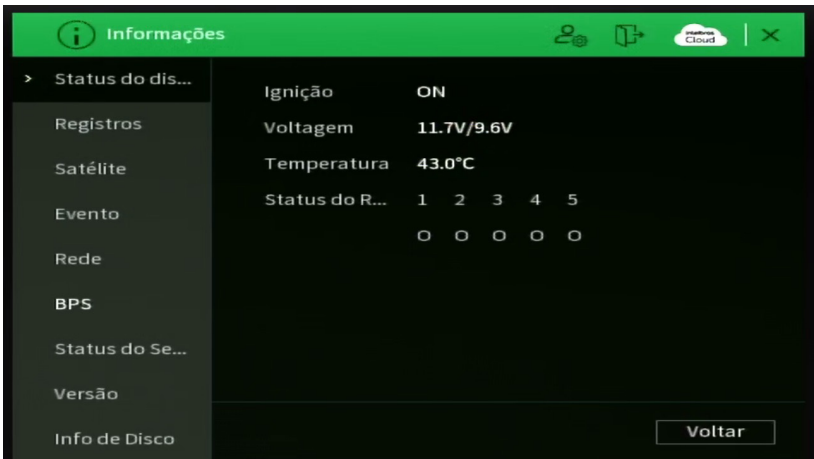 Informações
intelbras
Cloud
Status do dis...
Registros
Satélite
Evento
Rede
BPS
Status do Se...
Versão
Info de Disco
Ignição ON
Voltagem 11.7V/9.6V
Temperatura 43.0°C
Status do R... 1 2 3 4 5
O O O O O
Voltar